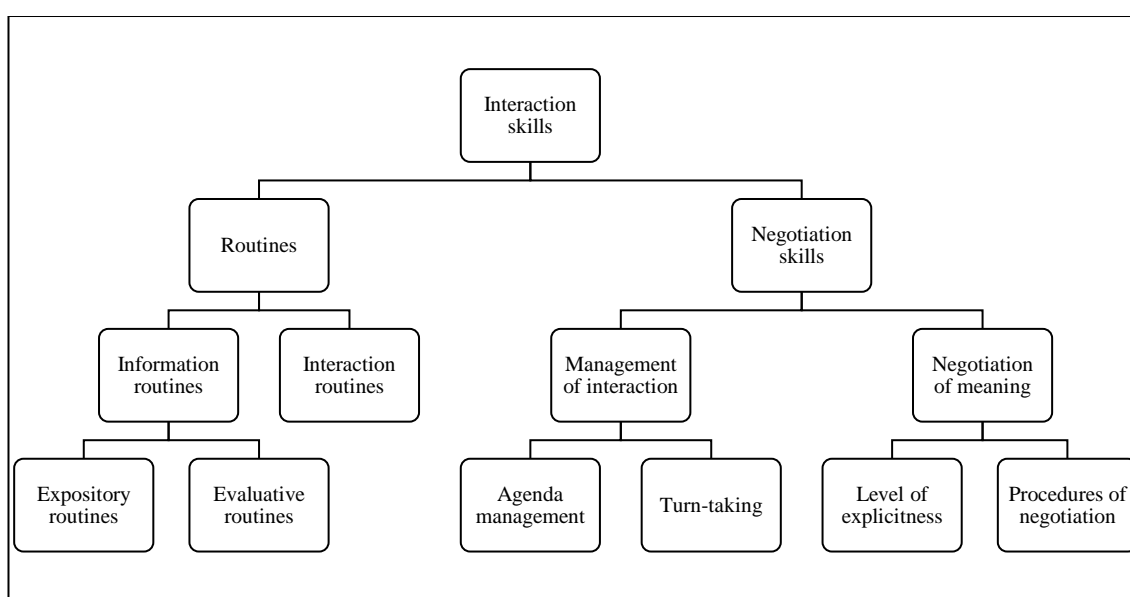 Interaction
skills
Routines
Negotiation
skills
Information
routines
Interaction
routines
Management
of interaction
Negotiation
of meaning
Expository
routines
Evaluative
routines
Agenda
management
Turn-taking
Level of
explicitness
Procedures of
negotiation